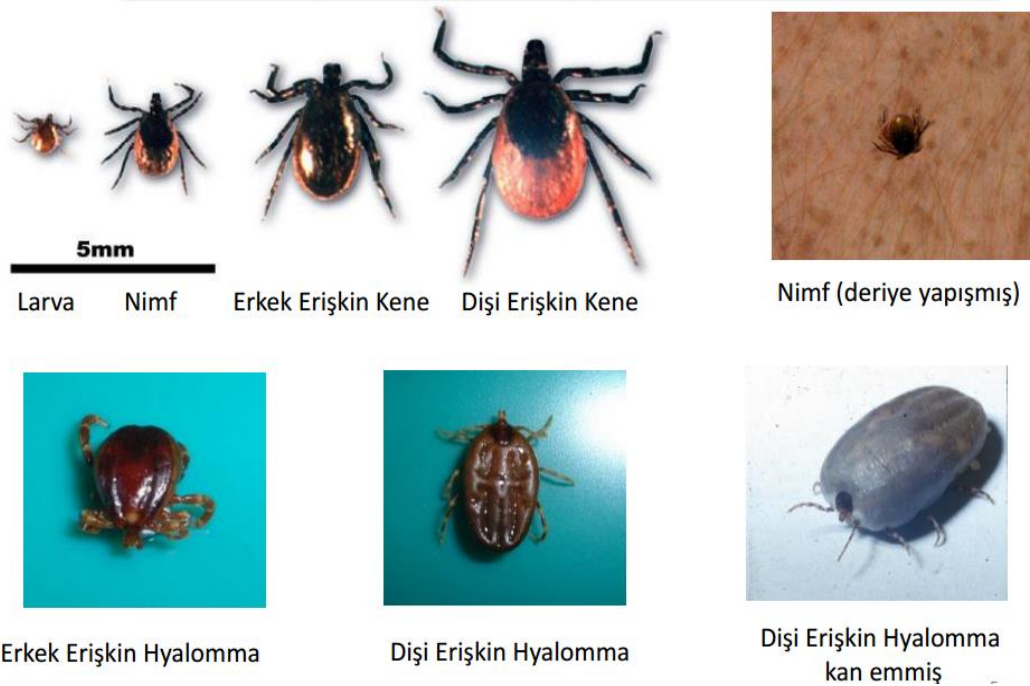 5mm
Larva
Nimf
Erkek Erişkin Kene
Dişi Erişkin Kene
Nimf (deriye yapışmış)
Erkek Erişkin Hyalomma
Dişi Erişkin Hyalomma
Dişi Erişkin Hyalomma
kan emmiş